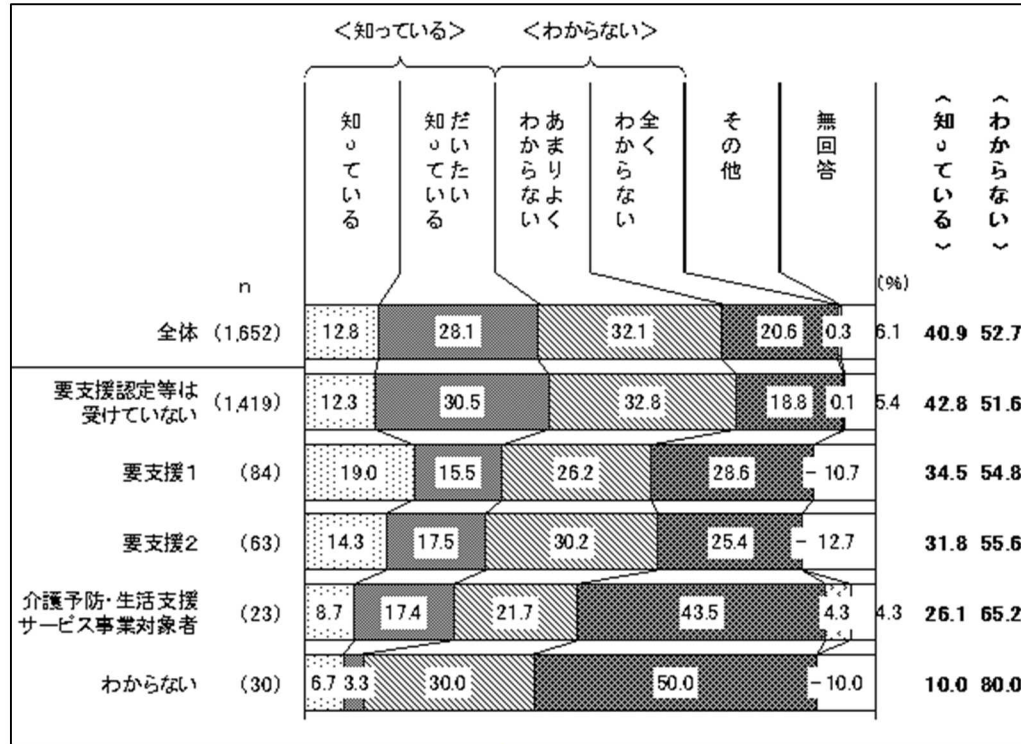 ＜知っている＞ ＜わからない＞
知っている
だいたい
知っている
あまりよく
わからない
全く
わからない
その他
無回答
＜知っている＞
＜わからない＞
n (%)
全体 (1,652) 12.8 28.1 32.1 20.6 0.3 6.1 40.9 52.7
要支援認定等は
受けていない (1,419) 12.3 30.5 32.8 18.8 0.1 5.4 42.8 51.6
要支援1 (84) 19.0 15.5 26.2 28.6 - 10.7 34.5 54.8
要支援2 (63) 14.3 17.5 30.2 25.4 - 12.7 31.8 55.6
介護予防・生活支援
サービス事業対象者 (23) 8.7 17.4 21.7 43.5 4.3 4.3 26.1 65.2
わからない (30) 6.7 3.3 30.0 50.0 - 10.0 10.0 80.0